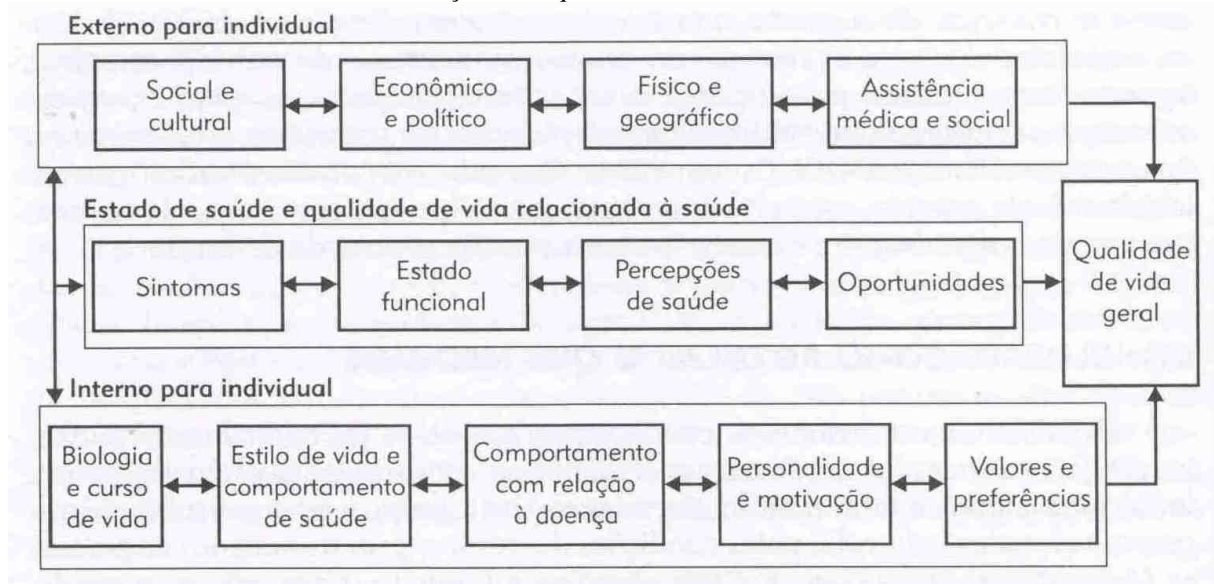 Externo para individual
Social e
cultural
Econômico
e político
Físico e
geográfico
Assistência
médica e social
Estado de saúde e qualidade de vida relacionada à saúde
Sintomas
Estado
funcional
Percepções
de saúde
Oportunidades
Qualidade
de vida
geral
Interno para individual
Biologia
e curso
de vida
Estilo de vida e
comportamento
de saúde
Comportamento
com relação
à doença
Personalidade
e motivação
Valores e
preferências